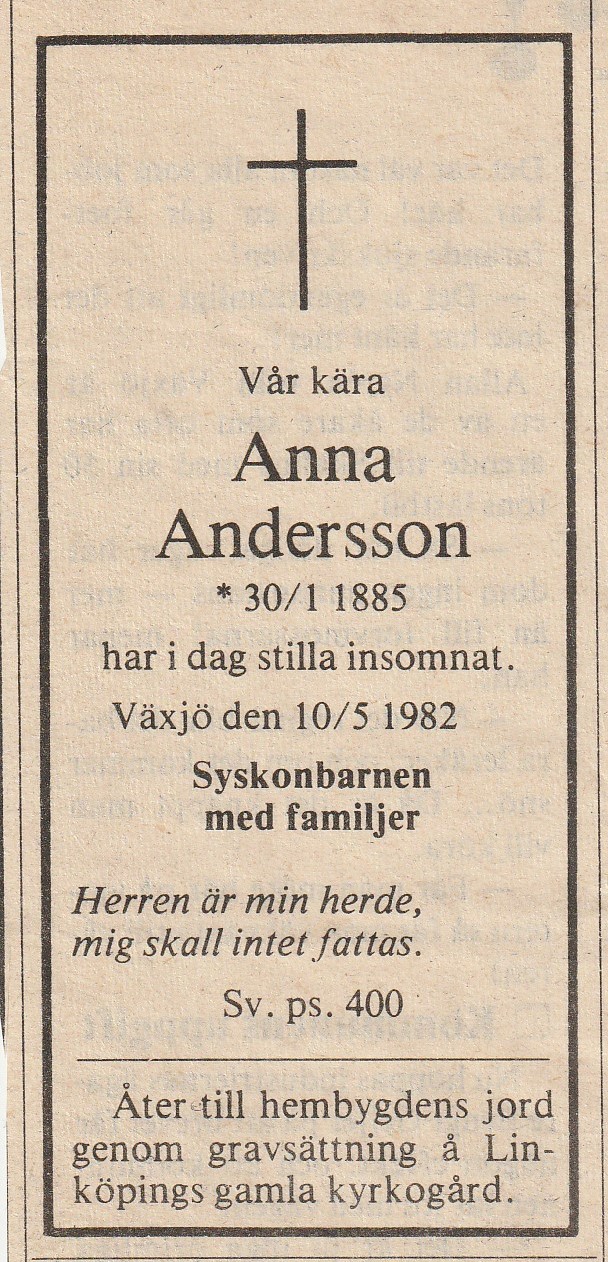 Vår kära
Anna
Andersson
* 30/1 1885
har i dag stilla insomnat.
Växjö den 10/5 1982
Syskonbarnen
med familjer
Herren är min herde,
mig skall intet fattas.
Sv. ps. 400
Åter till hembygdens jord
genom gravsättning å Lin-
köpings gamla kyrkogård.